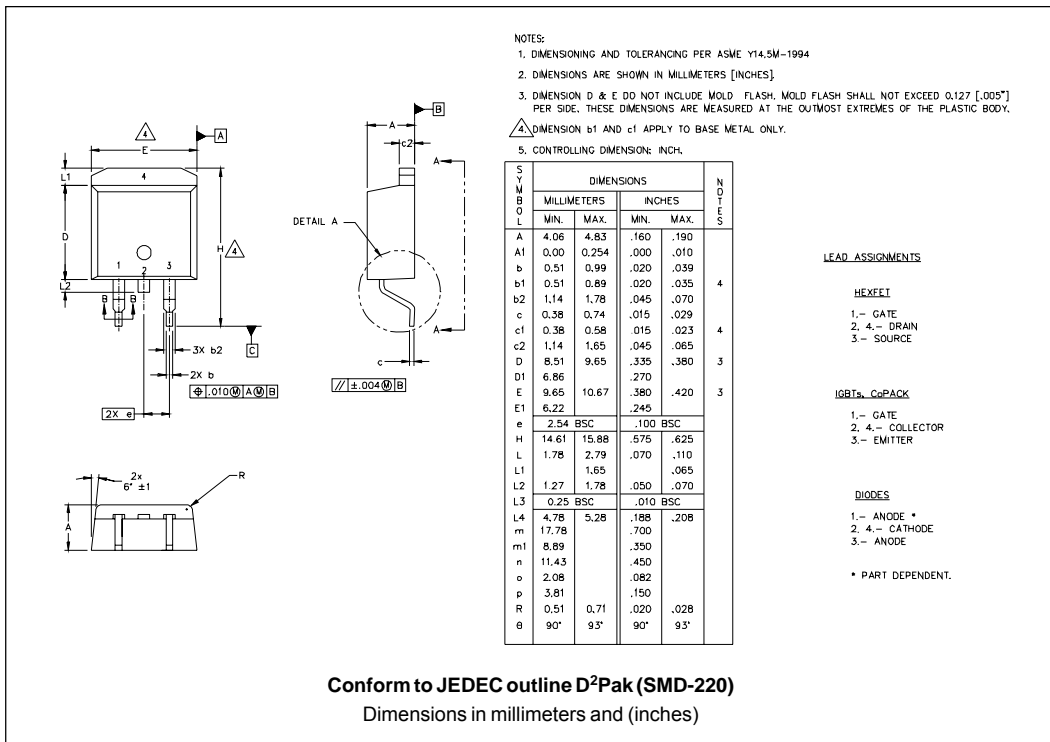 NOTES:
1. DIMENSIONING AND TOLERANCING PER ASME Y14.5M-1994
2. DIMENSIONS ARE SHOWN IN MILLIMETERS [INCHES].
3. DIMENSION D & E DO NOT INCLUDE MOLD FLASH. MOLD FLASH SHALL NOT EXCEED 0.127 [.005"]
PER SIDE. THESE DIMENSIONS ARE MEASURED AT THE OUTMOST EXTREMES OF THE PLASTIC BODY.
4. DIMENSION b1 AND c1 APPLY TO BASE METAL ONLY.
5. CONTROLLING DIMENSION: INCH.
4
E
A
L1
4
D
H
4
1
2
3
L2
B
B
3X b2
C
2X b
⌖ .010 Ⓜ A Ⓜ B
2X e
B
A
c2
A
DETAIL A
A
c
// ±.004 Ⓜ B
2x
6° ±1
R
A
SYMBOL DIMENSIONS NOTES
MILLIMETERS INCHES
MIN. MAX. MIN. MAX.
A 4.06 4.83 .160 .190
A1 0.00 0.254 .000 .010
b 0.51 0.99 .020 .039
b1 0.51 0.89 .020 .035 4
b2 1.14 1.78 .045 .070
c 0.38 0.74 .015 .029
c1 0.38 0.58 .015 .023 4
c2 1.14 1.65 .045 .065
D 8.51 9.65 .335 .380 3
D1 6.86 .270
E 9.65 10.67 .380 .420 3
E1 6.22 .245
e 2.54 BSC .100 BSC
H 14.61 15.88 .575 .625
L 1.78 2.79 .070 .110
L1 1.65 .065
L2 1.27 1.78 .050 .070
L3 0.25 BSC .010 BSC
L4 4.78 5.28 .188 .208
m 17.78 .700
m1 8.89 .350
n 11.43 .450
o 2.08 .082
p 3.81 .150
R 0.51 0.71 .020 .028
θ 90° 93° 90° 93°
LEAD ASSIGNMENTS
HEXFET
1.- GATE
2, 4.- DRAIN
3.- SOURCE
IGBTs, CoPACK
1.- GATE
2, 4.- COLLECTOR
3.- EMITTER
DIODES
1.- ANODE *
2, 4.- CATHODE
3.- ANODE
* PART DEPENDENT.
Conform to JEDEC outline D²Pak (SMD-220)
Dimensions in millimeters and (inches)